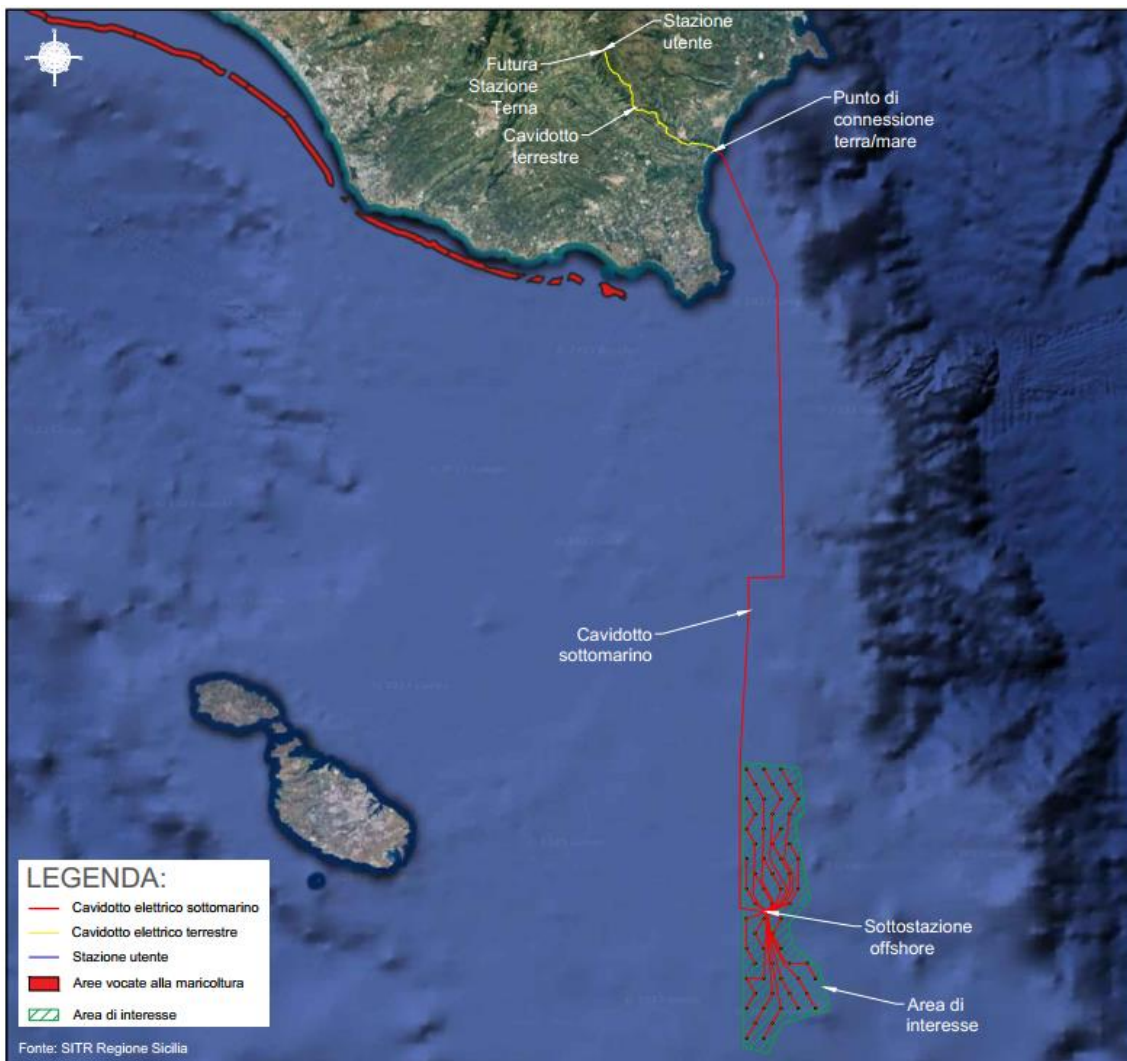 Stazione
utente
Futura
Stazione
Terna
Cavidotto
terrestre
Punto di
connessione
terra/mare
Cavidotto
sottomarino
Sottostazione
offshore
Area di
interesse
LEGENDA:
Cavidotto elettrico sottomarino
Cavidotto elettrico terrestre
Stazione utente
Aree vocate alla maricoltura
Area di interesse
Fonte: SITR Regione Sicilia